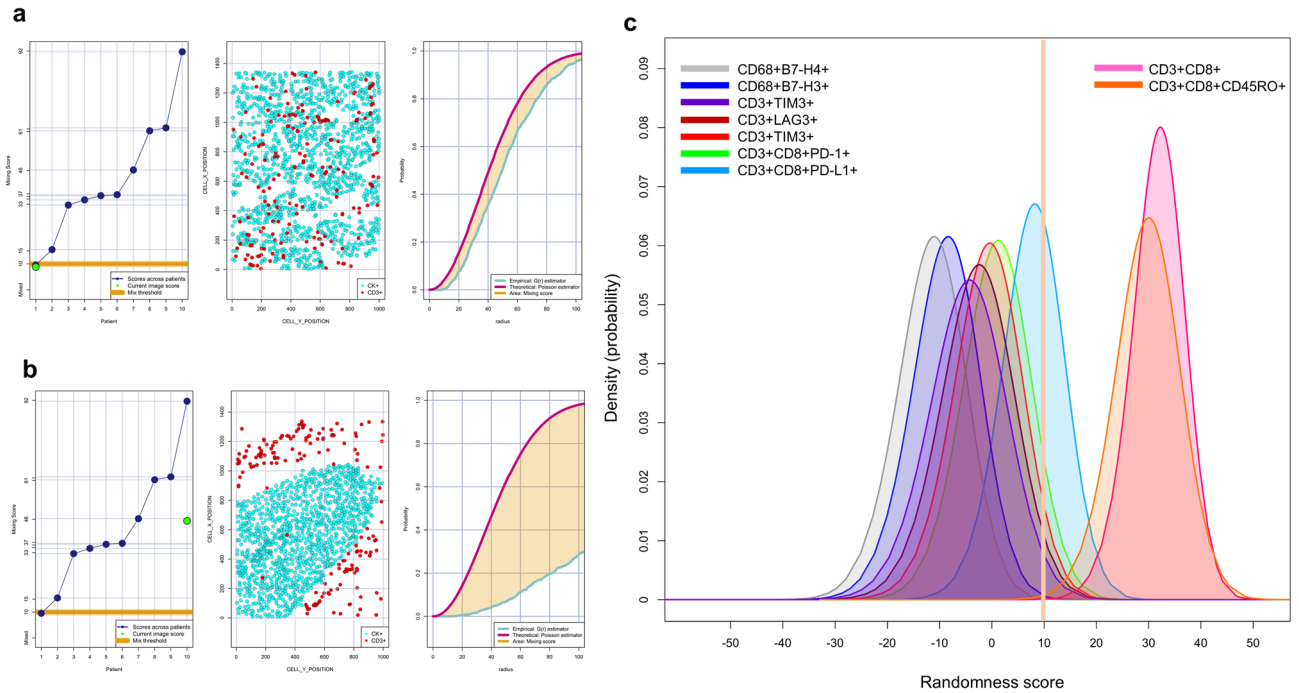 a
Mixing Score
92
61
46
37
33
15
10
Mixed
1 2 3 4 5 6 7 8 9 10
Patient
Scores across patients
Current image score
Mix threshold
CELL_X_POSITION
1400
1200
1000
800
600
400
200
0
0 200 400 600 800 1000
CELL_Y_POSITION
CK+
CD3+
Probability
1.0
0.8
0.6
0.4
0.2
0.0
0 20 40 60 80 100
radius
Empirical: G(r) estimator
Theoretical: Poisson estimator
Area: Mixing score
b
Mixing Score
92
61
46
37
33
15
10
Mixed
1 2 3 4 5 6 7 8 9 10
Patient
Scores across patients
Current image score
Mix threshold
CELL_X_POSITION
1400
1200
1000
800
600
400
200
0
0 200 400 600 800 1000
CELL_Y_POSITION
CK+
CD3+
Probability
1.0
0.8
0.6
0.4
0.2
0.0
0 20 40 60 80 100
radius
Empirical: G(r) estimator
Theoretical: Poisson estimator
Area: Mixing score
c
Density (probability)
0.09
0.08
0.07
0.06
0.05
0.04
0.03
0.02
0.01
0
CD68+B7-H4+
CD68+B7-H3+
CD3+TIM3+
CD3+LAG3+
CD3+TIM3+
CD3+CD8+PD-1+
CD3+CD8+PD-L1+
CD3+CD8+
CD3+CD8+CD45RO+
-50 -40 -30 -20 -10 0 10 20 30 40 50
Randomness score